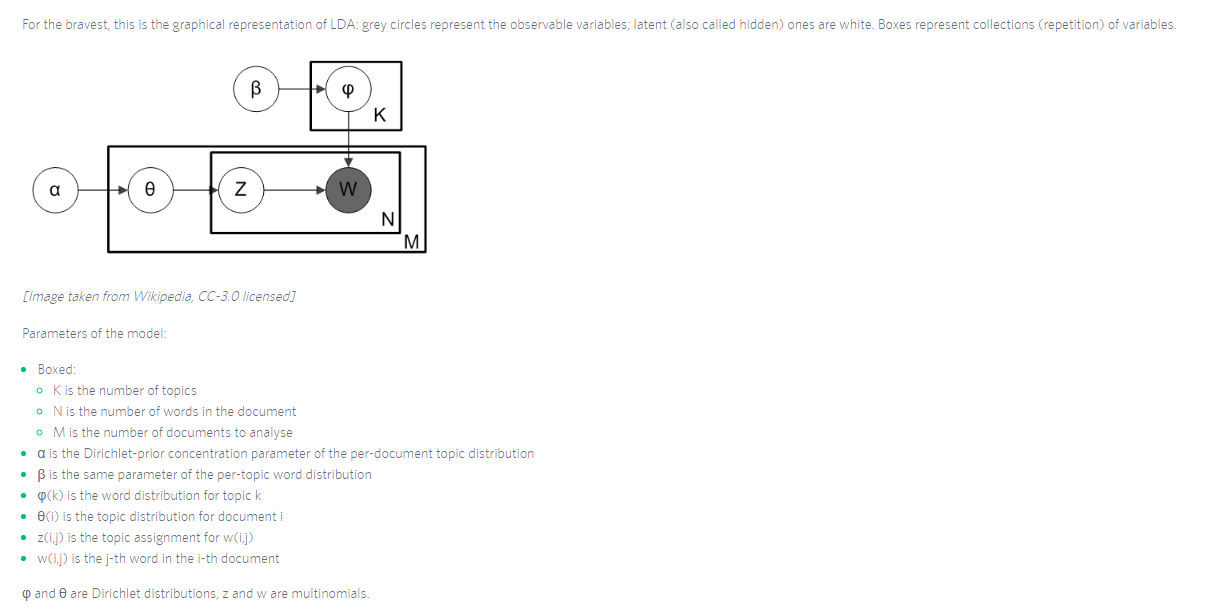 For the bravest, this is the graphical representation of LDA: grey circles represent the observable variables; latent (also called hidden) ones are white. Boxes represent collections (repetition) of variables.
β
φ
K
α
θ
Z
W
N
M
[Image taken from Wikipedia, CC-3.0 licensed]
Parameters of the model:
Boxed:
K is the number of topics
N is the number of words in the document
M is the number of documents to analyse
α is the Dirichlet-prior concentration parameter of the per-document topic distribution
β is the same parameter of the per-topic word distribution
φ(k) is the word distribution for topic k
θ(i) is the topic distribution for document i
z(i,j) is the topic assignment for w(i,j)
w(i,j) is the j-th word in the i-th document
φ and θ are Dirichlet distributions, z and w are multinomials.